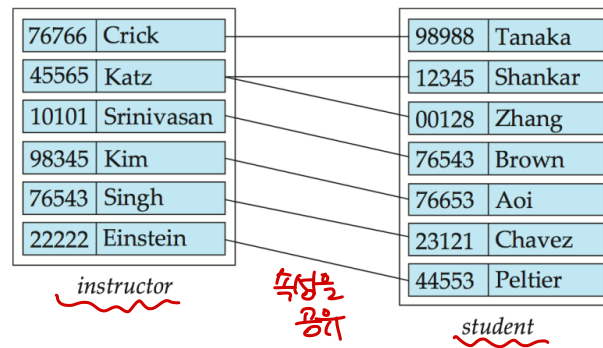 76766 Crick
45565 Katz
10101 Srinivasan
98345 Kim
76543 Singh
22222 Einstein
instructor
속성을
공유
98988 Tanaka
12345 Shankar
00128 Zhang
76543 Brown
76653 Aoi
23121 Chavez
44553 Peltier
student